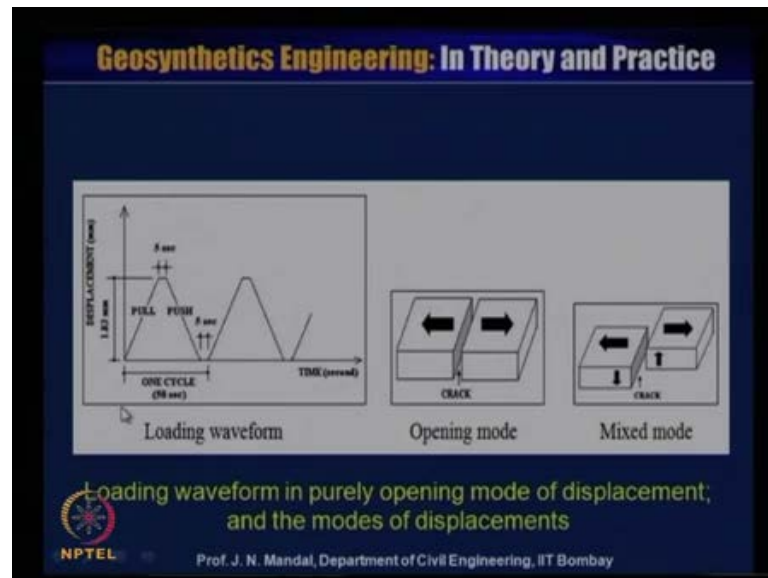 Geosynthetics Engineering: In Theory and Practice
DISPLACEMENT (mm)
1.83 mm
5 sec
PULL PUSH
5 sec
ONE CYCLE
(50 sec)
TIME (second)
Loading waveform
CRACK
Opening mode
CRACK
Mixed mode
Loading waveform in purely opening mode of displacement;
and the modes of displacements
NPTEL
Prof. J. N. Mandal, Department of Civil Engineering, IIT Bombay